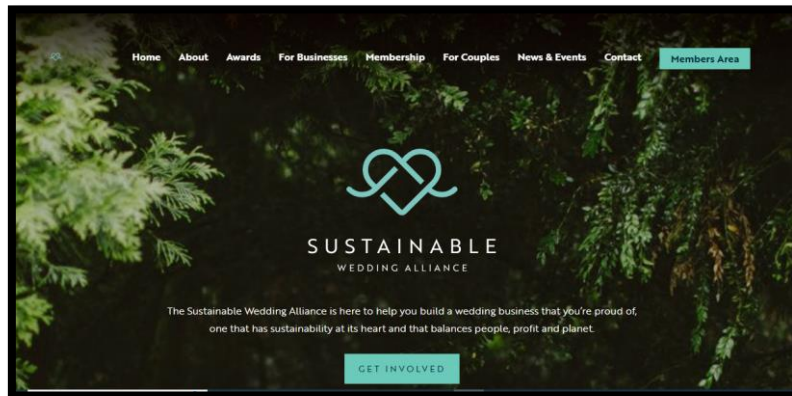 Home About Awards For Businesses Membership For Couples News & Events Contact Members Area
SUSTAINABLE
WEDDING ALLIANCE
The Sustainable Wedding Alliance is here to help you build a wedding business that you're proud of,
one that has sustainability at its heart and that balances people, profit and planet.
GET INVOLVED